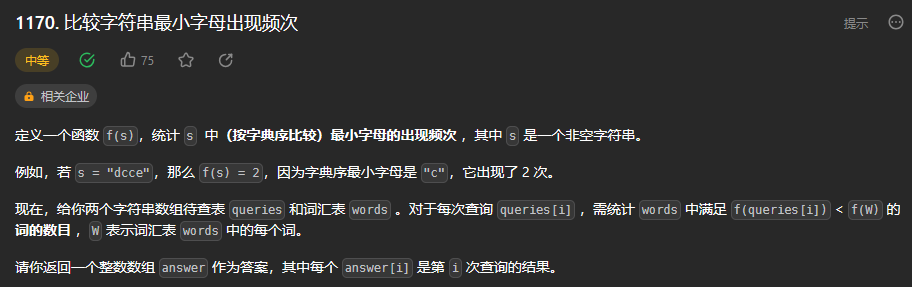 1170. 比较字符串最小字母出现频次
提示
中等
75
相关企业
定义一个函数 f(s)，统计 s 中（按字典序比较）最小字母的出现频次 ，其中 s 是一个非空字符串。
例如，若 s = "dcce"，那么 f(s) = 2，因为字典序最小字母是 "c"，它出现了 2 次。
现在，给你两个字符串数组待查表 queries 和词汇表 words 。对于每次查询 queries[i] ，需统计 words 中满足 f(queries[i]) < f(W) 的
词的数目 ，W 表示词汇表 words 中的每个词。
请你返回一个整数数组 answer 作为答案，其中每个 answer[i] 是第 i 次查询的结果。